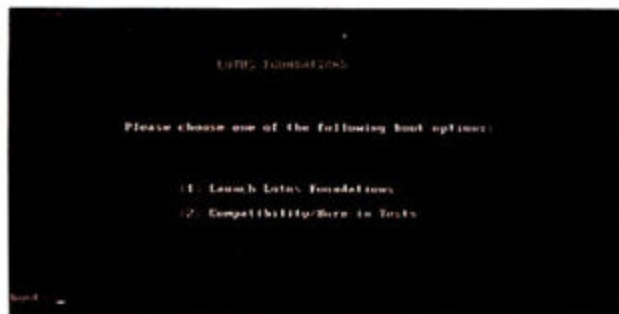 LOTUS FOUNDATIONS
Please choose one of the following boot options:
(1) Launch Lotus Foundations
(2) Compatibility/Burn in Tests
boot: _